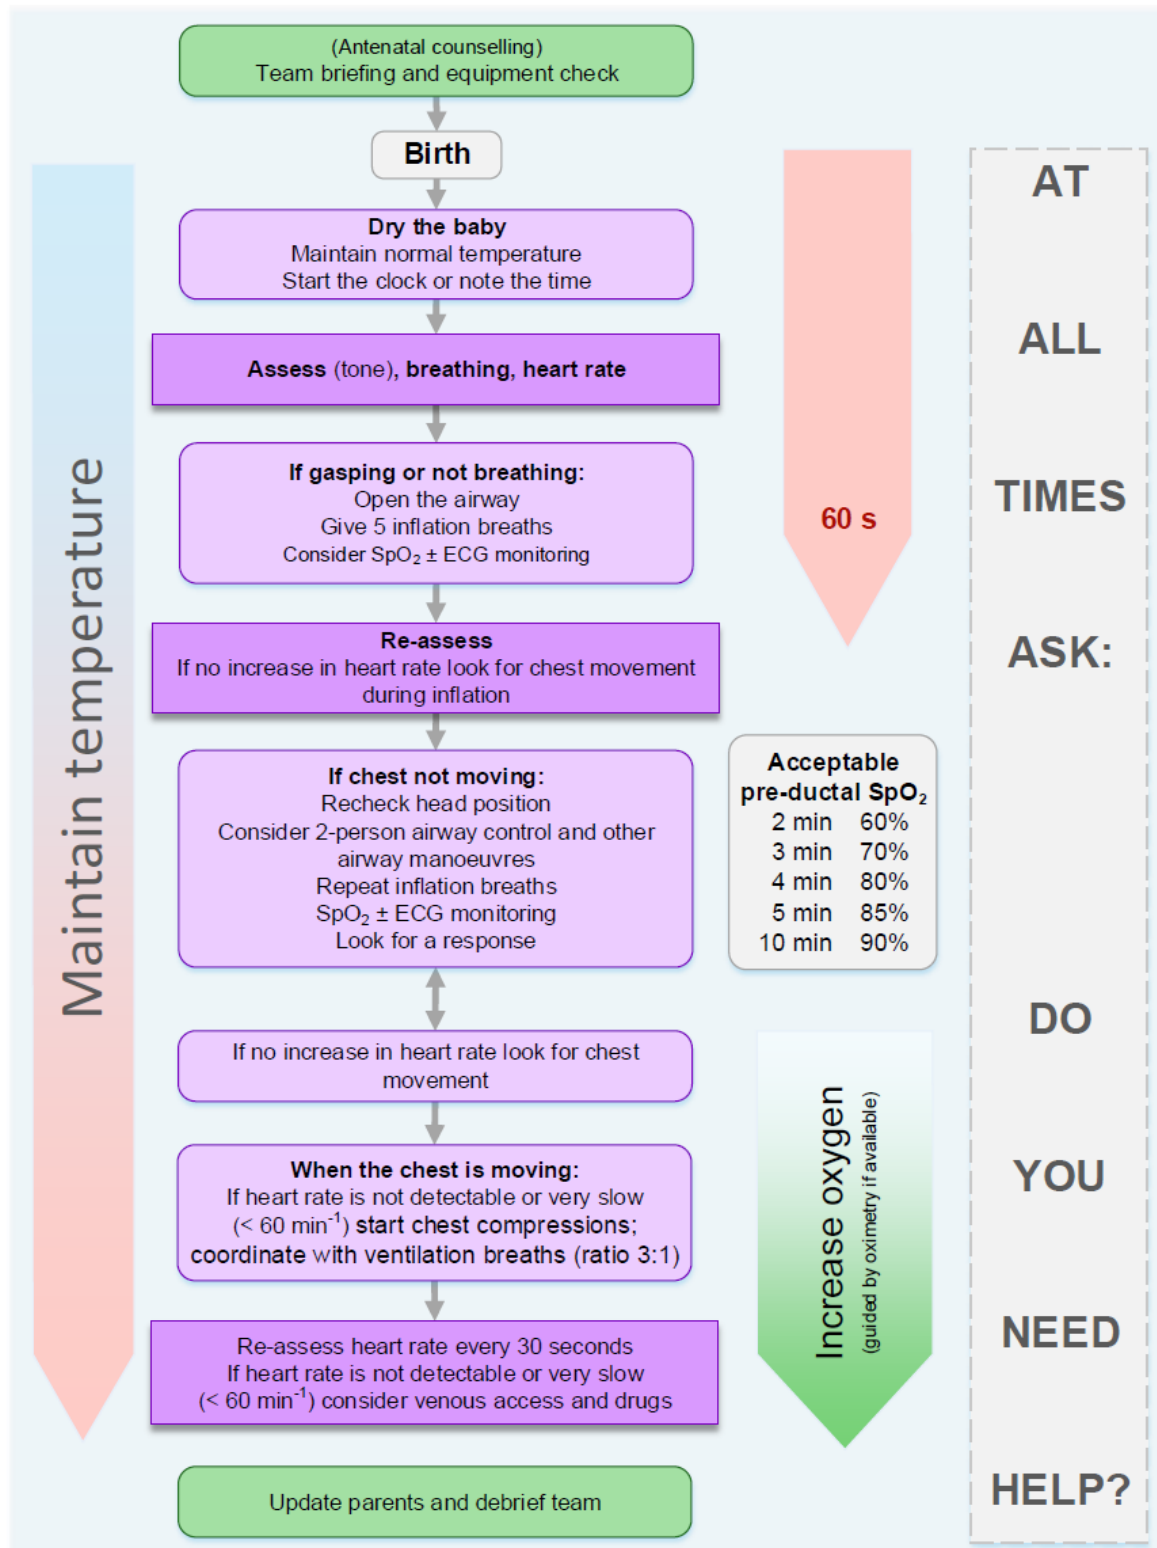 (Antenatal counselling)
Team briefing and equipment check
Birth
Dry the baby
Maintain normal temperature
Start the clock or note the time
Assess (tone), breathing, heart rate
If gasping or not breathing:
Open the airway
Give 5 inflation breaths
Consider SpO₂ ± ECG monitoring
Re-assess
If no increase in heart rate look for chest movement
during inflation
If chest not moving:
Recheck head position
Consider 2-person airway control and other
airway manoeuvres
Repeat inflation breaths
SpO₂ ± ECG monitoring
Look for a response
If no increase in heart rate look for chest
movement
When the chest is moving:
If heart rate is not detectable or very slow
(< 60 min⁻¹) start chest compressions;
coordinate with ventilation breaths (ratio 3:1)
Re-assess heart rate every 30 seconds
If heart rate is not detectable or very slow
(< 60 min⁻¹) consider venous access and drugs
Update parents and debrief team
Maintain temperature
60 s
Acceptable
pre-ductal SpO₂
2 min 60%
3 min 70%
4 min 80%
5 min 85%
10 min 90%
Increase oxygen
(guided by oximetry if available)
AT
ALL
TIMES
ASK:
DO
YOU
NEED
HELP?